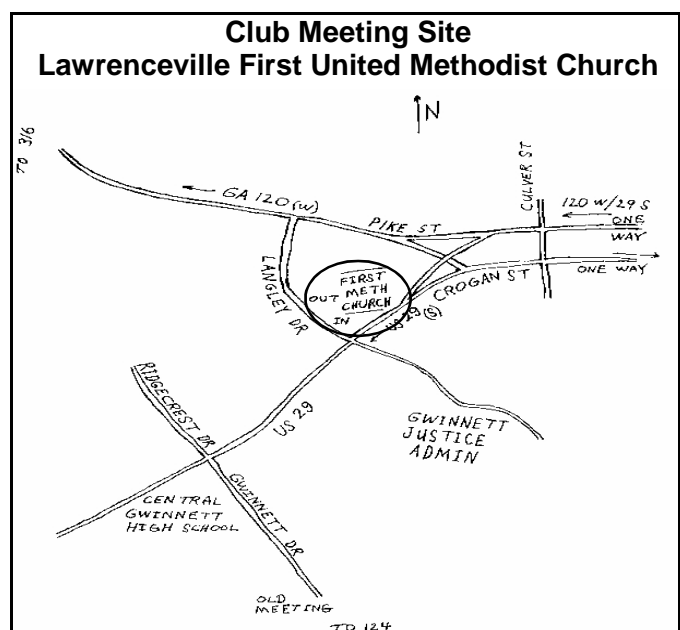 Club Meeting Site
Lawrenceville First United Methodist Church
N
TO 316
CULVER ST
GA 120 (W)
120 W/29 S
PIKE ST
ONE
WAY
LANGLEY DR
FIRST
OUT METH
CHURCH
IN
CROGAN ST
ONE WAY
US 29
(S)
RIDGECREST DR
US 29
GWINNETT
JUSTICE
ADMIN
CENTRAL
GWINNETT
HIGH SCHOOL
GWINNETT DR
OLD
MEETING
TO 124